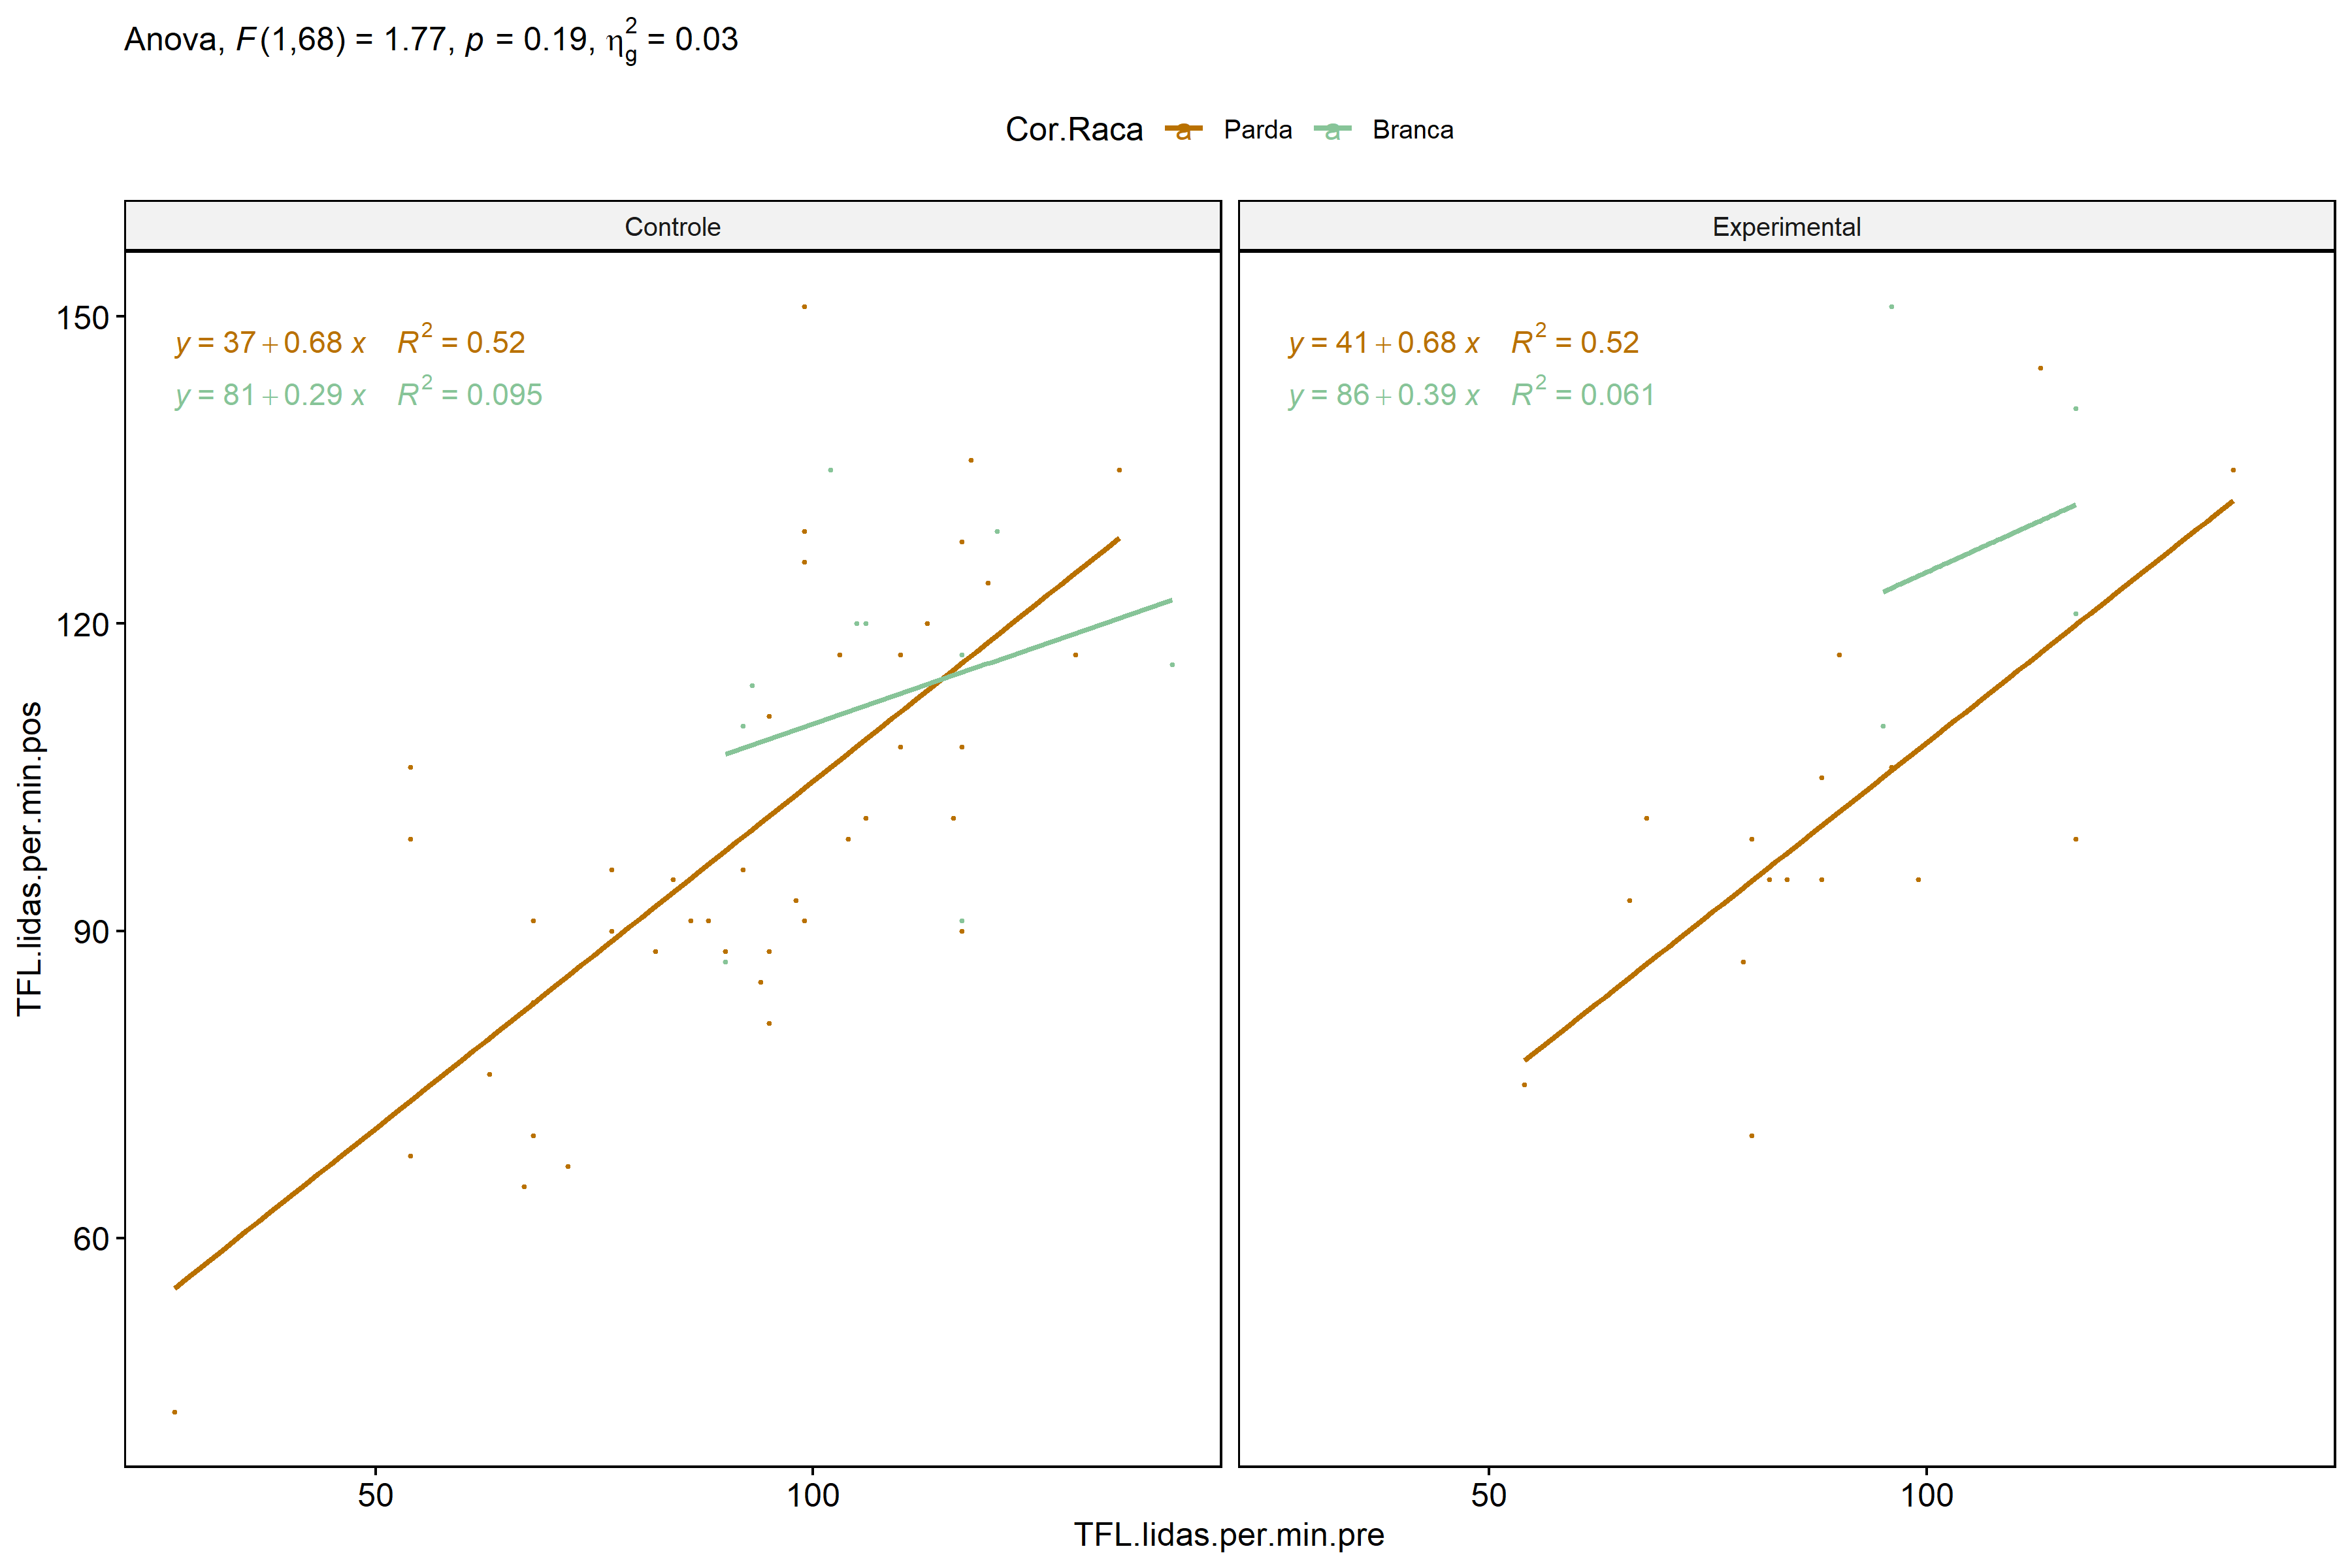 Anova, F(1,68) = 1.77, p = 0.19, η²g = 0.03
Cor.Raca a Parda a Branca
Controle
Experimental
y = 37 + 0.68 x R² = 0.52
y = 81 + 0.29 x R² = 0.095
y = 41 + 0.68 x R² = 0.52
y = 86 + 0.39 x R² = 0.061
TFL.lidas.per.min.pos
150
120
90
60
50
100
50
100
TFL.lidas.per.min.pre